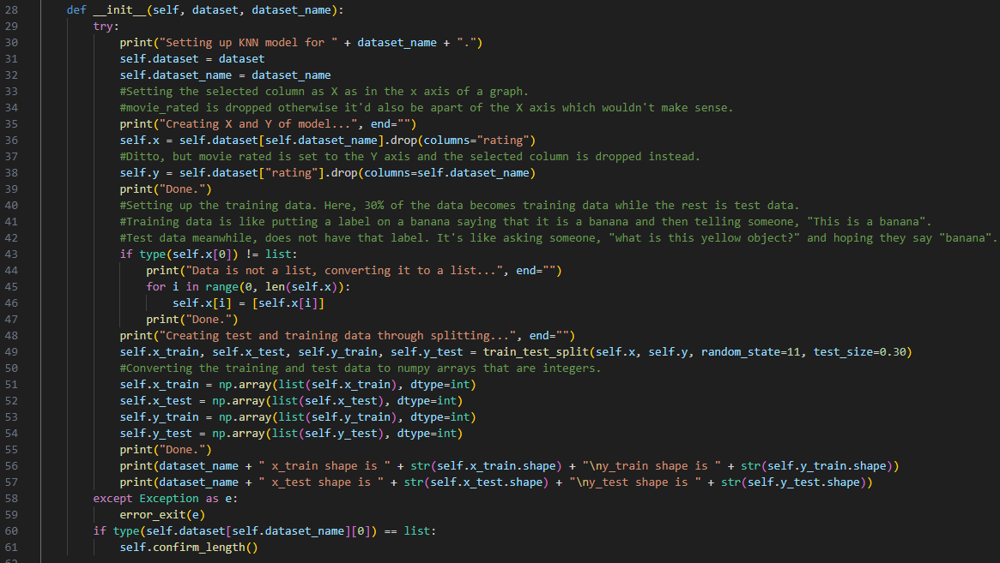 28 def __init__(self, dataset, dataset_name):
29 try:
30 print("Setting up KNN model for " + dataset_name + ".")
31 self.dataset = dataset
32 self.dataset_name = dataset_name
33 #Setting the selected column as X as in the x axis of a graph.
34 #movie_rated is dropped otherwise it'd also be apart of the X axis which wouldn't make sense.
35 print("Creating X and Y of model...", end="")
36 self.x = self.dataset[self.dataset_name].drop(columns="rating")
37 #Ditto, but movie rated is set to the Y axis and the selected column is dropped instead.
38 self.y = self.dataset["rating"].drop(columns=self.dataset_name)
39 print("Done.")
40 #Setting up the training data. Here, 30% of the data becomes training data while the rest is test data.
41 #Training data is like putting a label on a banana saying that it is a banana and then telling someone, "This is a banana".
42 #Test data meanwhile, does not have that label. It's like asking someone, "what is this yellow object?" and hoping they say "banana".
43 if type(self.x[0]) != list:
44 print("Data is not a list, converting it to a list...", end="")
45 for i in range(0, len(self.x)):
46 self.x[i] = [self.x[i]]
47 print("Done.")
48 print("Creating test and training data through splitting...", end="")
49 self.x_train, self.x_test, self.y_train, self.y_test = train_test_split(self.x, self.y, random_state=11, test_size=0.30)
50 #Converting the training and test data to numpy arrays that are integers.
51 self.x_train = np.array(list(self.x_train), dtype=int)
52 self.x_test = np.array(list(self.x_test), dtype=int)
53 self.y_train = np.array(list(self.y_train), dtype=int)
54 self.y_test = np.array(list(self.y_test), dtype=int)
55 print("Done.")
56 print(dataset_name + " x_train shape is " + str(self.x_train.shape) + "\ny_train shape is " + str(self.y_train.shape))
57 print(dataset_name + " x_test shape is " + str(self.x_test.shape) + "\ny_test shape is " + str(self.y_test.shape))
58 except Exception as e:
59 error_exit(e)
60 if type(self.dataset[self.dataset_name][0]) == list:
61 self.confirm_length()